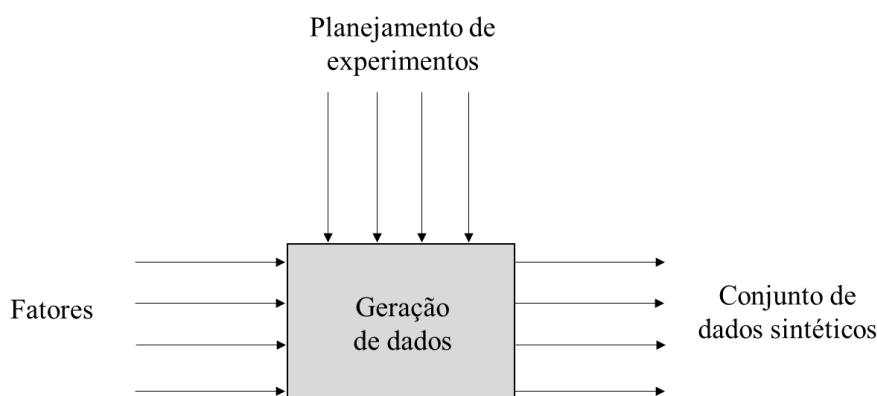 Planejamento de
experimentos
Fatores
Geração
de dados
Conjunto de
dados sintéticos